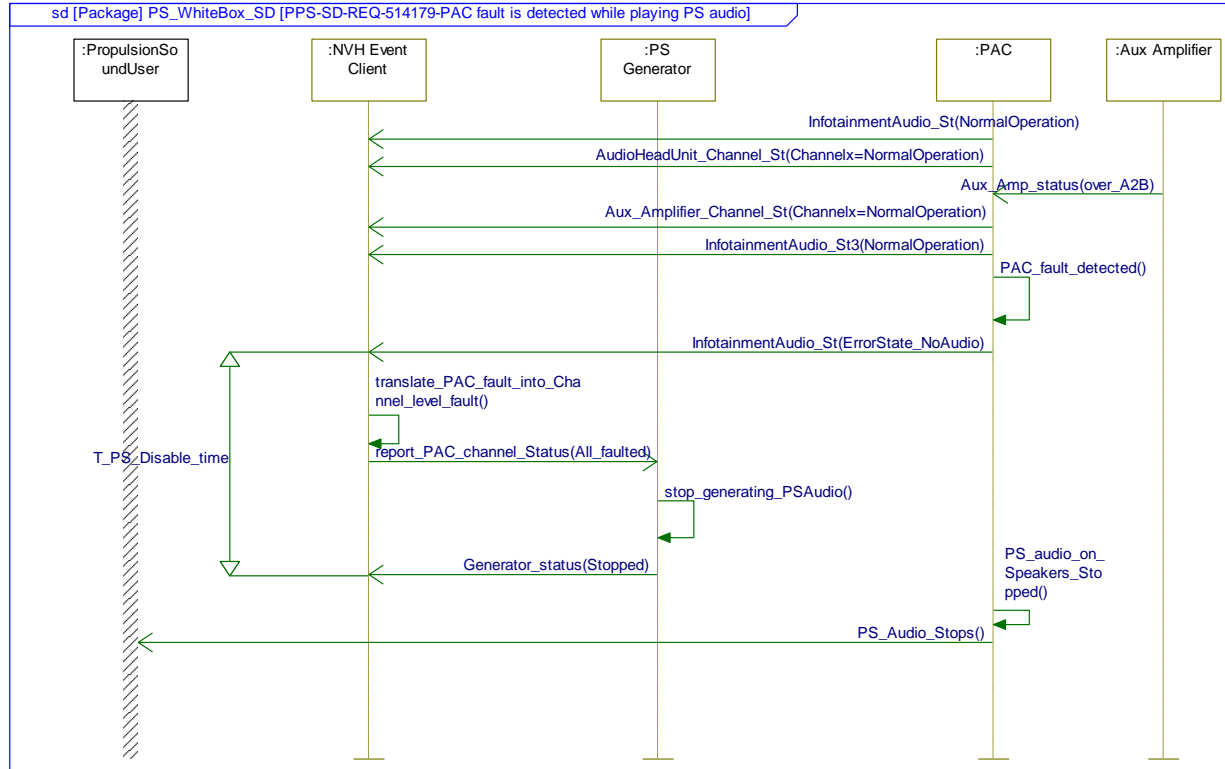 sd [Package] PS_WhiteBox_SD [PPS-SD-REQ-514179-PAC fault is detected while playing PS audio]
:PropulsionSo
undUser
:NVH Event
Client
:PS
Generator
:PAC
:Aux Amplifier
InfotainmentAudio_St(NormalOperation)
AudioHeadUnit_Channel_St(Channelx=NormalOperation)
Aux_Amp_status(over_A2B)
Aux_Amplifier_Channel_St(Channelx=NormalOperation)
InfotainmentAudio_St3(NormalOperation)
PAC_fault_detected()
InfotainmentAudio_St(ErrorState_NoAudio)
translate_PAC_fault_into_Cha
nnel_level_fault()
T_PS_Disable_time
report_PAC_channel_Status(All_faulted)
stop_generating_PSAudio()
Generator_status(Stopped)
PS_audio_on_
Speakers_Sto
pped()
PS_Audio_Stops()